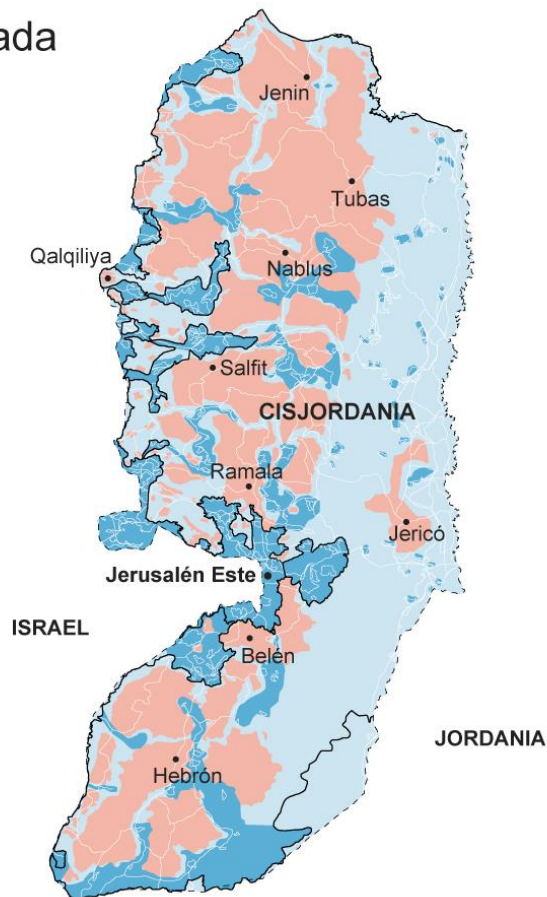 ada
Jenin
Tubas
Qalqiliya
Nablus
Salfit
CISJORDANIA
Ramala
Jericó
Jerusalén Este
ISRAEL
Belén
JORDANIA
Hebrón